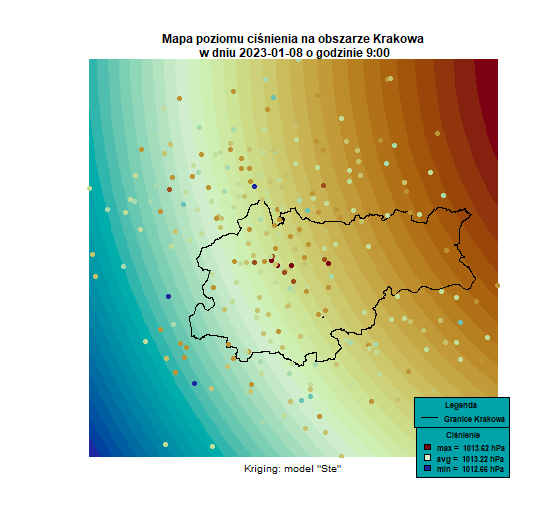 Mapa poziomu ciśnienia na obszarze Krakowa
w dniu 2023-01-08 o godzinie 9:00
Legenda
Granice Krakowa
Ciśnienie
max = 1013.62 hPa
avg = 1013.22 hPa
min = 1012.66 hPa
Kriging: model "Ste"